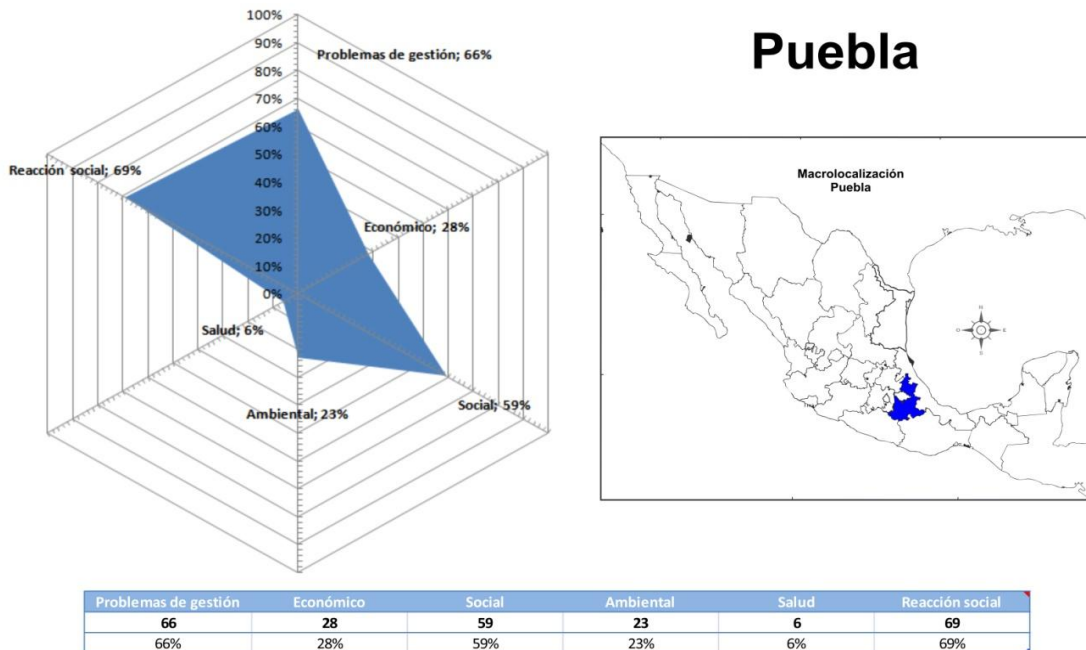 Puebla
100%
90%
80%
70%
60%
50%
40%
30%
20%
10%
0%
Problemas de gestión; 66%
Reacción social; 69%
Económico; 28%
Salud; 6%
Ambiental; 23%
Social; 59%
Macrolocalización
Puebla
N
O E
S
Problemas de gestión Económico Social Ambiental Salud Reacción social
66 28 59 23 6 69
66% 28% 59% 23% 6% 69%